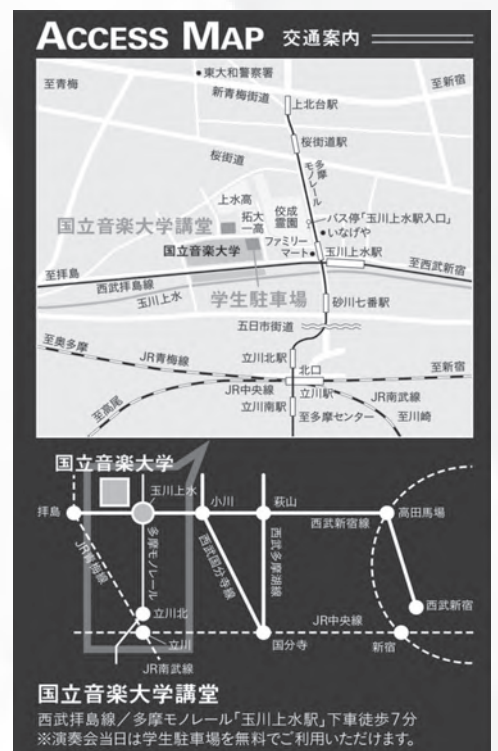 ACCESS MAP 交通案内
●東大和警察署
至青梅
新青梅街道
至新宿
上北台駅
桜街道駅
桜街道
多摩モノレール
上水高
拓大一高
佼成霊園
バス停「玉川上水駅入口」
●いなげや
国立音楽大学講堂
国立音楽大学
ファミリーマート●
玉川上水駅
至拝島
西武拝島線
至西武新宿
玉川上水
学生駐車場
砂川七番駅
五日市街道
至奥多摩
JR青梅線
立川北駅
北口
至新宿
JR中央線
立川駅
JR南武線
至高尾
立川南駅
至多摩センター
至川崎
国立音楽大学
玉川上水
小川
萩山
拝島
西武新宿線
高田馬場
JR青梅線
多摩モノレール
西武国分寺線
西武多摩湖線
立川北
西武新宿
JR中央線
立川
国分寺
新宿
JR南武線
国立音楽大学講堂
西武拝島線/多摩モノレール「玉川上水駅」下車徒歩7分
※演奏会当日は学生駐車場を無料でご利用いただけます。